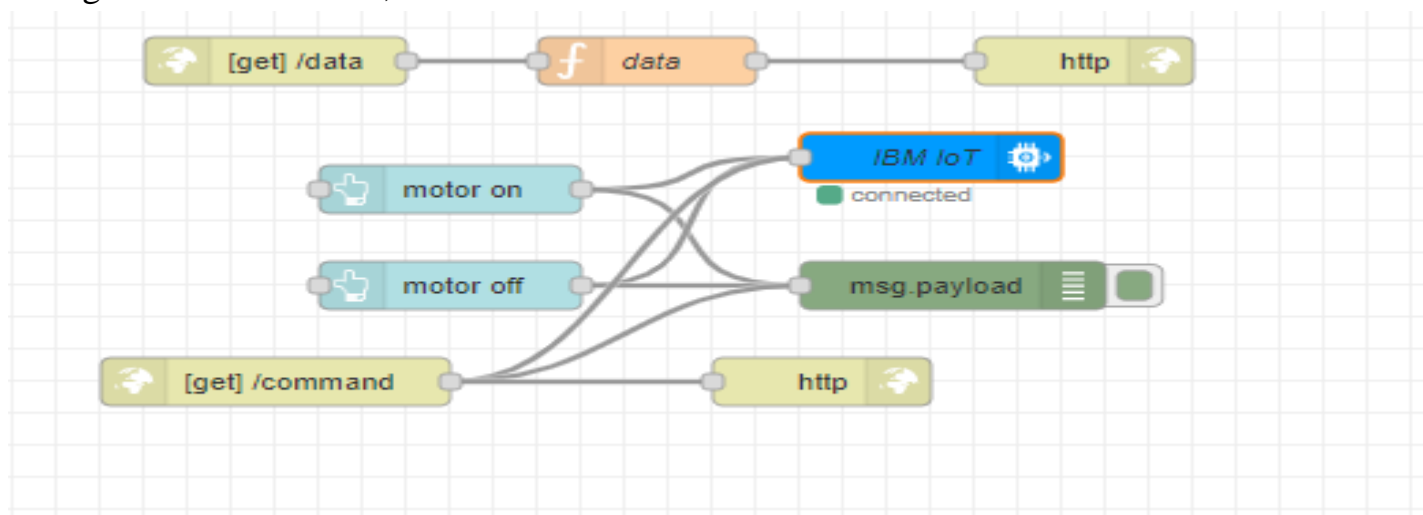 [get] /data
data
http
IBM IoT
connected
motor on
motor off
msg.payload
[get] /command
http